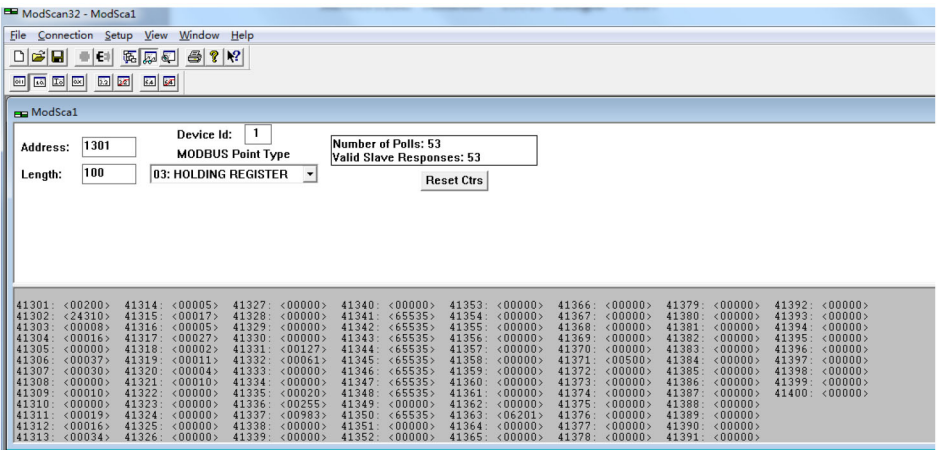 ModScan32 - ModSca1
File Connection Setup View Window Help
ModSca1
Address: 1301
Device Id: 1
MODBUS Point Type
Length: 100
03: HOLDING REGISTER
Number of Polls: 53
Valid Slave Responses: 53
Reset Ctrs
41301: <00200> 41314: <00005> 41327: <00000> 41340: <00000> 41353: <00000> 41366: <00000> 41379: <00000> 41392: <00000>
41302: <24310> 41315: <00017> 41328: <00000> 41341: <65535> 41354: <00000> 41367: <00000> 41380: <00000> 41393: <00000>
41303: <00008> 41316: <00005> 41329: <00000> 41342: <65535> 41355: <00000> 41368: <00000> 41381: <00000> 41394: <00000>
41304: <00016> 41317: <00027> 41330: <00000> 41343: <65535> 41356: <00000> 41369: <00000> 41382: <00000> 41395: <00000>
41305: <00000> 41318: <00002> 41331: <00127> 41344: <65535> 41357: <00000> 41370: <00000> 41383: <00000> 41396: <00000>
41306: <00037> 41319: <00011> 41332: <00061> 41345: <65535> 41358: <00000> 41371: <00500> 41384: <00000> 41397: <00000>
41307: <00030> 41320: <00004> 41333: <00000> 41346: <65535> 41359: <00000> 41372: <00000> 41385: <00000> 41398: <00000>
41308: <00000> 41321: <00010> 41334: <00000> 41347: <65535> 41360: <00000> 41373: <00000> 41386: <00000> 41399: <00000>
41309: <00010> 41322: <00000> 41335: <00020> 41348: <65535> 41361: <00000> 41374: <00000> 41387: <00000> 41400: <00000>
41310: <00000> 41323: <00000> 41336: <00255> 41349: <00000> 41362: <00000> 41375: <00000> 41388: <00000>
41311: <00019> 41324: <00000> 41337: <00983> 41350: <65535> 41363: <06201> 41376: <00000> 41389: <00000>
41312: <00016> 41325: <00000> 41338: <00000> 41351: <00000> 41364: <00000> 41377: <00000> 41390: <00000>
41313: <00034> 41326: <00000> 41339: <00000> 41352: <00000> 41365: <00000> 41378: <00000> 41391: <00000>